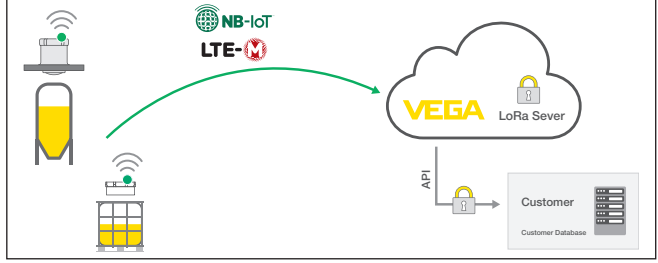 NB-IoT
LTE-M
VEGA
LoRa Sever
API
Customer
Customer Database